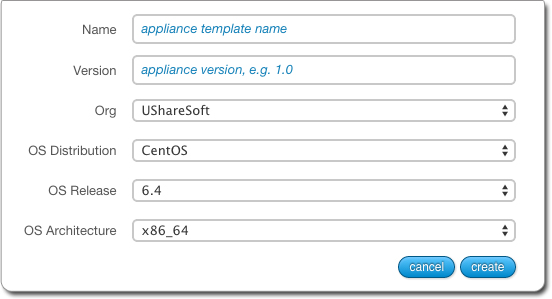 Name appliance template name
Version appliance version, e.g. 1.0
Org UShareSoft
OS Distribution CentOS
OS Release 6.4
OS Architecture x86_64
cancel create